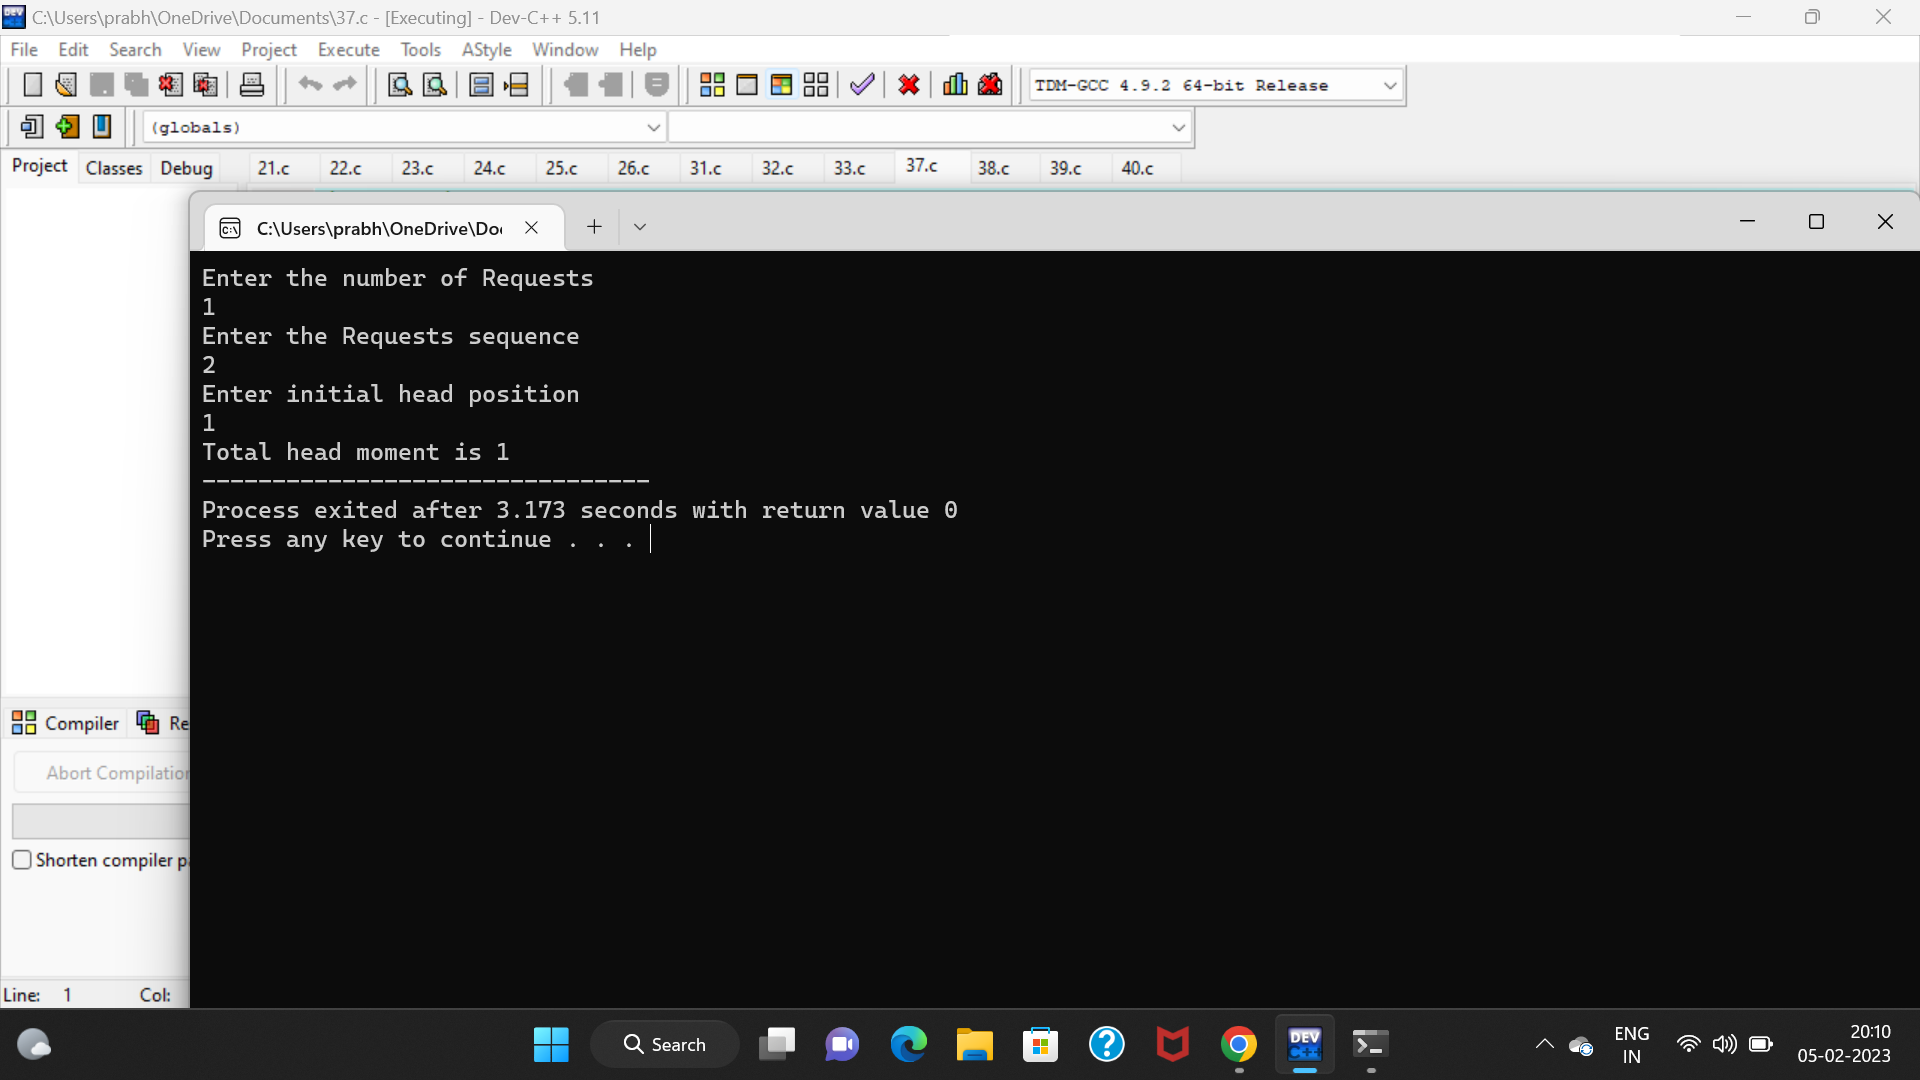 C:\Users\prabh\OneDrive\Documents\37.c - [Executing] - Dev-C++ 5.11
File Edit Search View Project Execute Tools AStyle Window Help
TDM-GCC 4.9.2 64-bit Release
(globals)
Project Classes Debug 21.c 22.c 23.c 24.c 25.c 26.c 31.c 32.c 33.c 37.c 38.c 39.c 40.c
C:\Users\prabh\OneDrive\Do
Enter the number of Requests
1
Enter the Requests sequence
2
Enter initial head position
1
Total head moment is 1
--------------------------------
Process exited after 3.173 seconds with return value 0
Press any key to continue . . .
Compiler Re
Abort Compilation
Shorten compiler p
Line: 1 Col:
Search
DEV C++
ENG
IN
20:10
05-02-2023